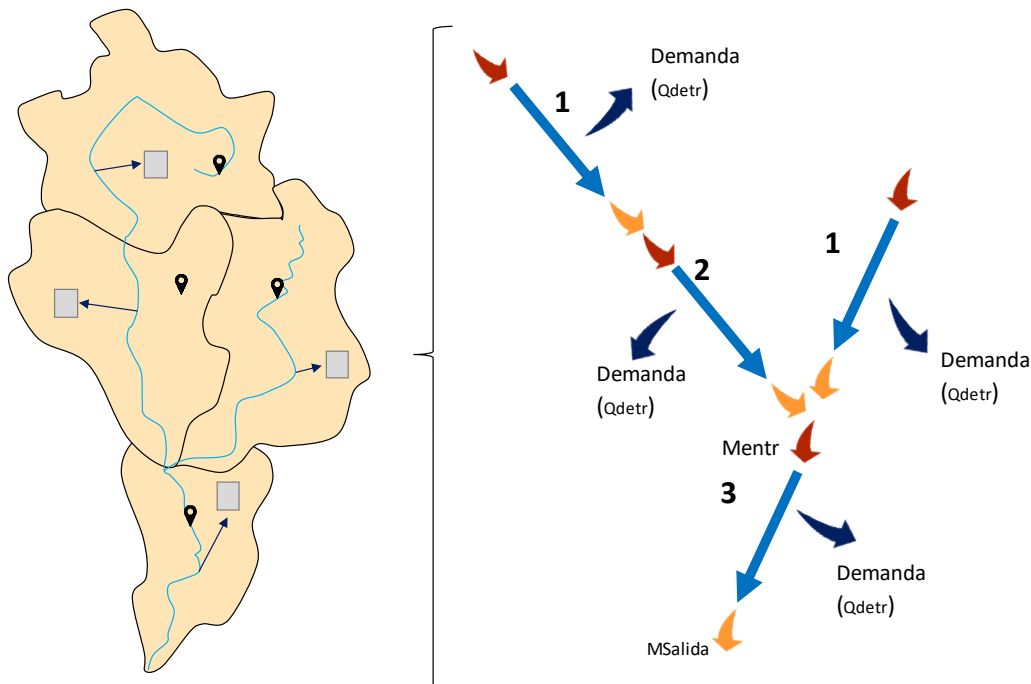 Demanda
(Qdetr)
1
1
2
Demanda
(Qdetr)
Demanda
(Qdetr)
Mentr
3
Demanda
(Qdetr)
MSalida